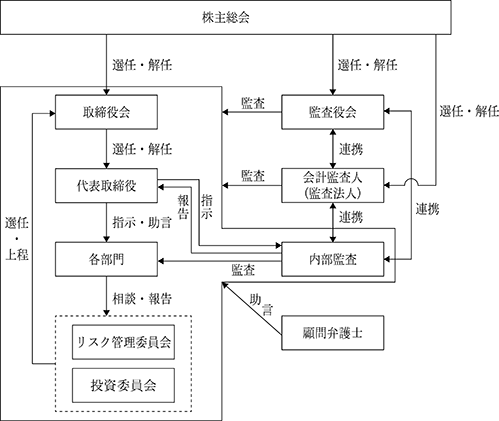 株主総会
選任・解任
選任・解任
選任・解任
取締役会
監査
監査役会
選任・解任
連携
代表取締役
監査
会計監査人
（監査法人）
指示
報告
連携
連携
指示・助言
選任・上程
各部門
監査
内部監査
相談・報告
助言
顧問弁護士
リスク管理委員会
投資委員会